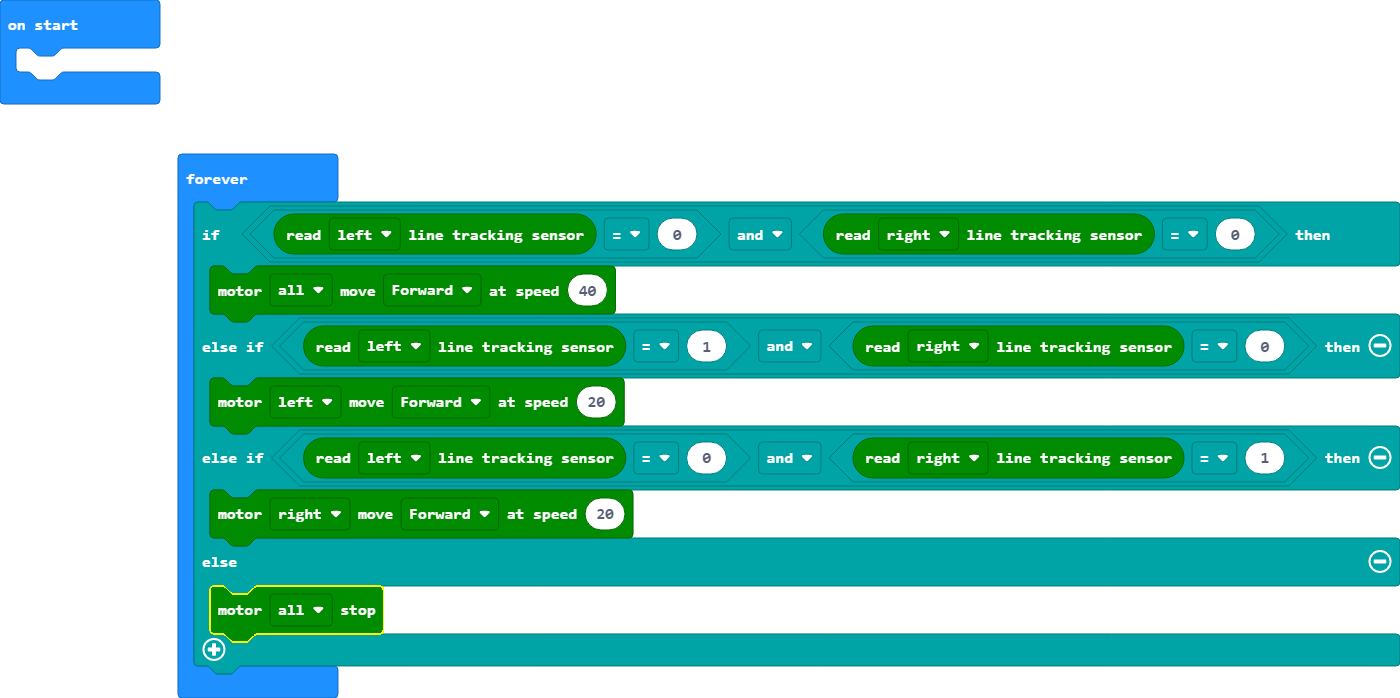 on start
forever
if read left line tracking sensor = 0 and read right line tracking sensor = 0 then
motor all move Forward at speed 40
else if read left line tracking sensor = 1 and read right line tracking sensor = 0 then
motor left move Forward at speed 20
else if read left line tracking sensor = 0 and read right line tracking sensor = 1 then
motor right move Forward at speed 20
else
motor all stop